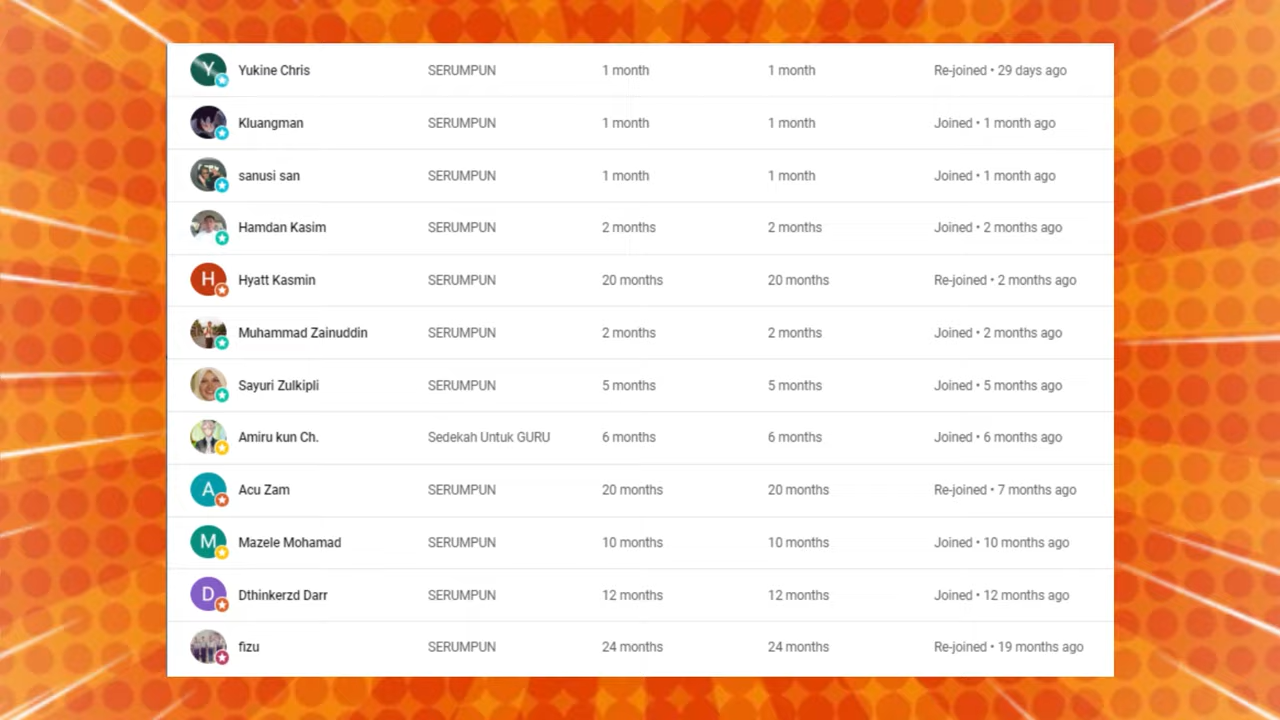 Y Yukine Chris SERUMPUN 1 month 1 month Re-joined • 29 days ago
Kluangman SERUMPUN 1 month 1 month Joined • 1 month ago
sanusi san SERUMPUN 1 month 1 month Joined • 1 month ago
Hamdan Kasim SERUMPUN 2 months 2 months Joined • 2 months ago
H Hyatt Kasmin SERUMPUN 20 months 20 months Re-joined • 2 months ago
Muhammad Zainuddin SERUMPUN 2 months 2 months Joined • 2 months ago
Sayuri Zulkipli SERUMPUN 5 months 5 months Joined • 5 months ago
Amiru kun Ch. Sedekah Untuk GURU 6 months 6 months Joined • 6 months ago
A Acu Zam SERUMPUN 20 months 20 months Re-joined • 7 months ago
M Mazele Mohamad SERUMPUN 10 months 10 months Joined • 10 months ago
D Dthinkerzd Darr SERUMPUN 12 months 12 months Joined • 12 months ago
fizu SERUMPUN 24 months 24 months Re-joined • 19 months ago